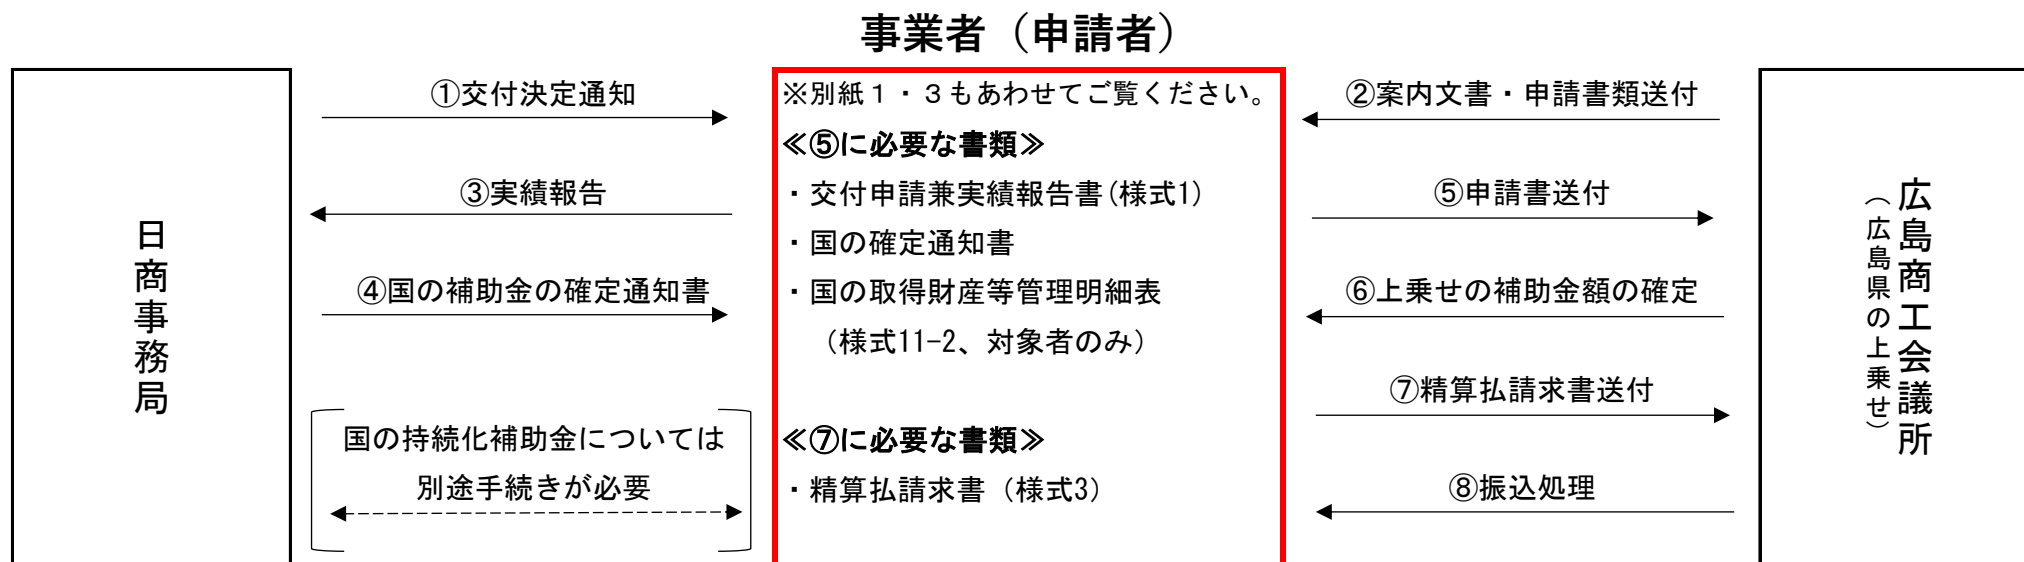 事業者（申請者）
日商事務局
①交付決定通知
③実績報告
④国の補助金の確定通知書
国の持続化補助金については
別途手続きが必要
※別紙１・３もあわせてご覧ください。
≪⑤に必要な書類≫
・交付申請兼実績報告書(様式1)
・国の確定通知書
・国の取得財産等管理明細表
（様式11-2、対象者のみ）
≪⑦に必要な書類≫
・精算払請求書（様式3）
②案内文書・申請書類送付
⑤申請書送付
⑥上乗せの補助金額の確定
⑦精算払請求書送付
⑧振込処理
広島商工会議所
（広島県の上乗せ）